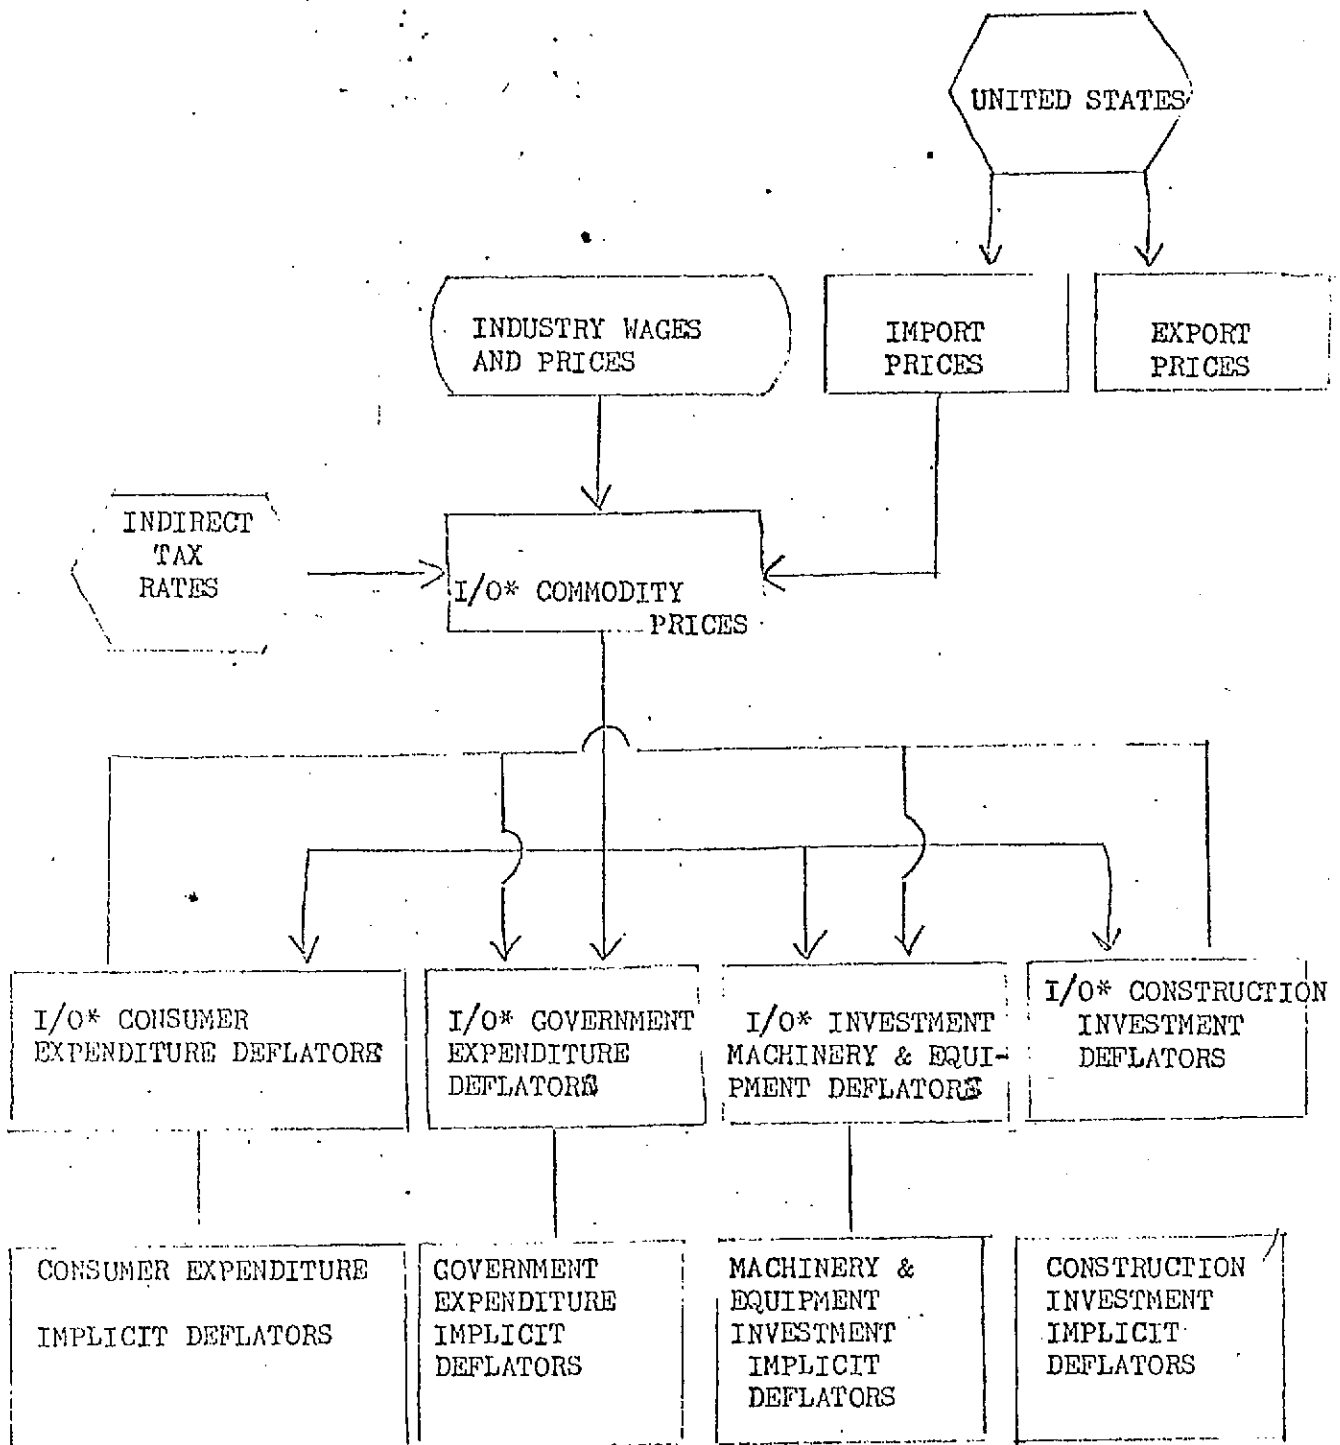 UNITED STATES
INDUSTRY WAGES
AND PRICES
IMPORT
PRICES
EXPORT
PRICES
INDIRECT
TAX
RATES
I/O* COMMODITY
PRICES
I/O* CONSUMER
EXPENDITURE DEFLATORS
I/O* GOVERNMENT
EXPENDITURE
DEFLATORS
I/O* INVESTMENT
MACHINERY & EQUI-
PMENT DEFLATORS
I/O* CONSTRUCTION
INVESTMENT
DEFLATORS
CONSUMER EXPENDITURE
IMPLICIT DEFLATORS
GOVERNMENT
EXPENDITURE
IMPLICIT
DEFLATORS
MACHINERY &
EQUIPMENT
INVESTMENT
IMPLICIT
DEFLATORS
CONSTRUCTION
INVESTMENT
IMPLICIT
DEFLATORS